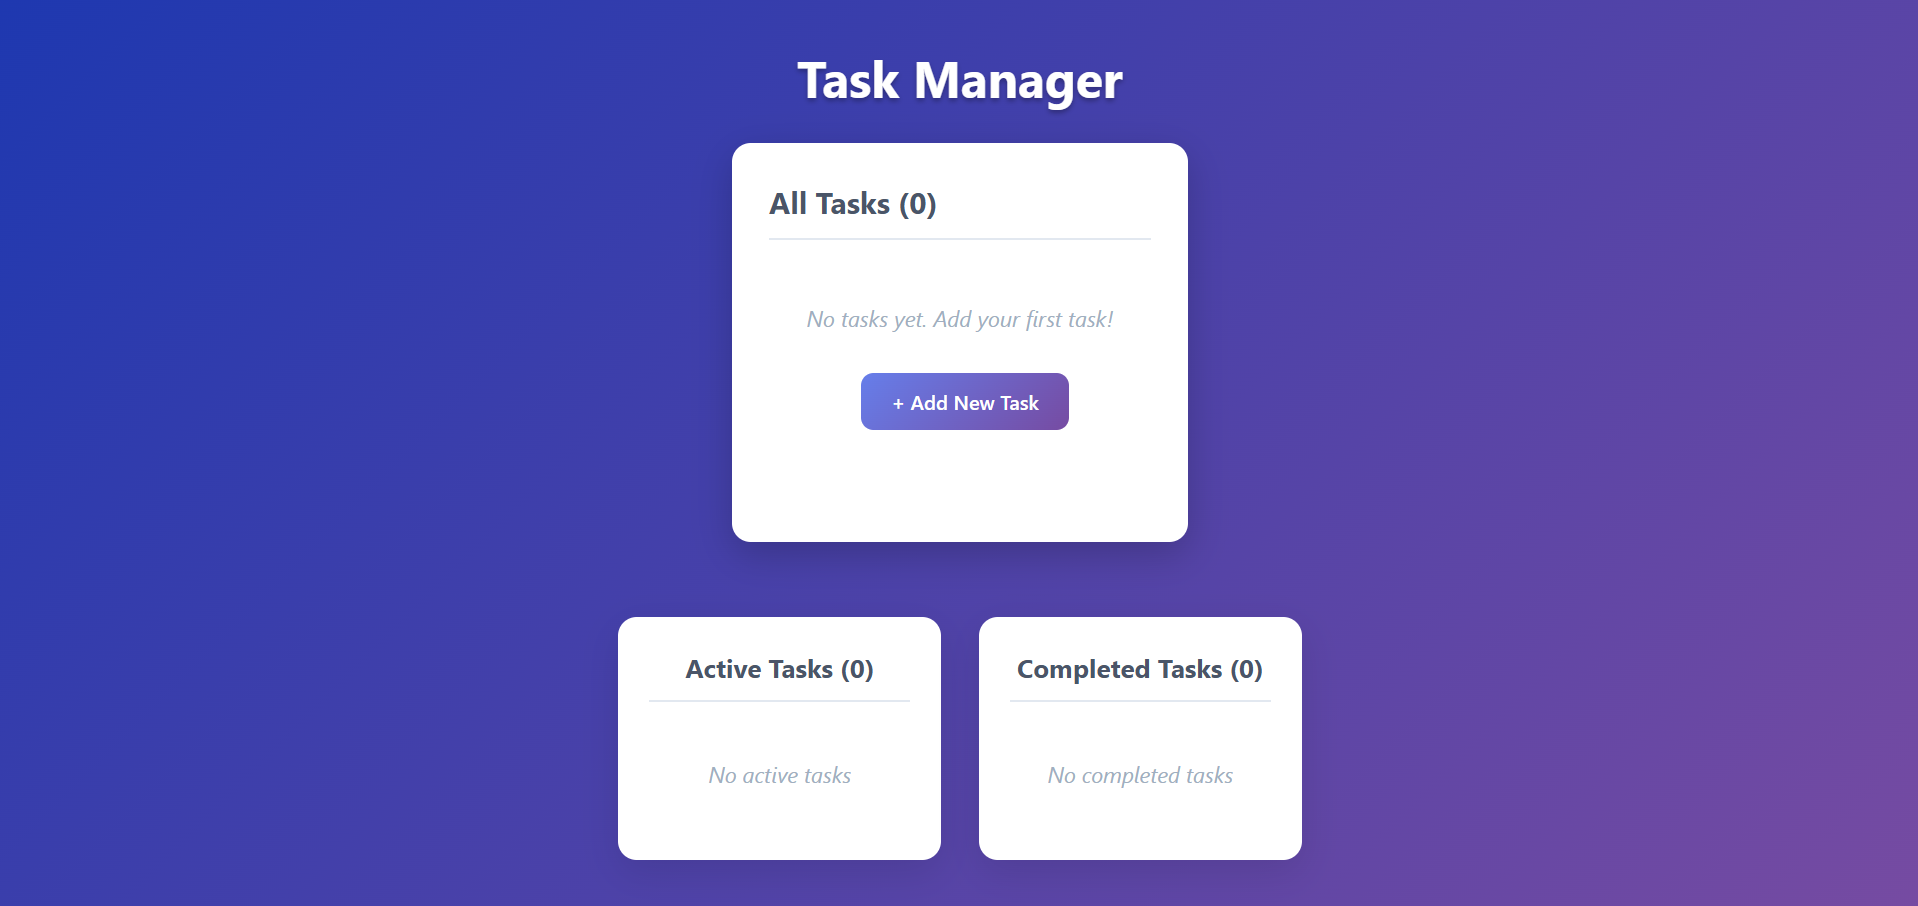 Task Manager
All Tasks (0)
No tasks yet. Add your first task!
+ Add New Task
Active Tasks (0)
No active tasks
Completed Tasks (0)
No completed tasks